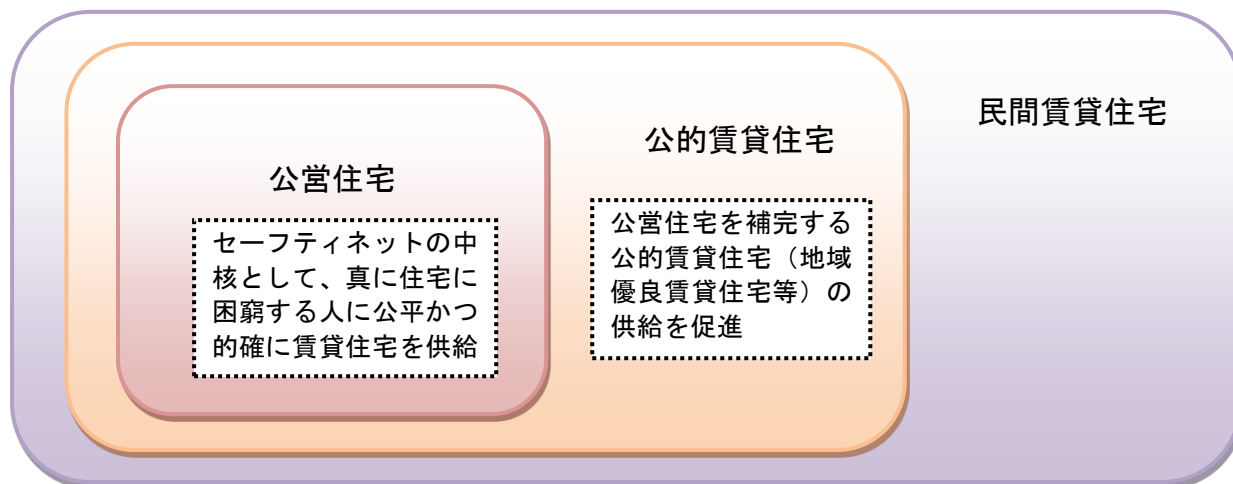 公営住宅
セーフティネットの中
核として、真に住宅に
困窮する人に公平かつ
的確に賃貸住宅を供給
公的賃貸住宅
公営住宅を補完する
公的賃貸住宅（地域
優良賃貸住宅等）の
供給を促進
民間賃貸住宅